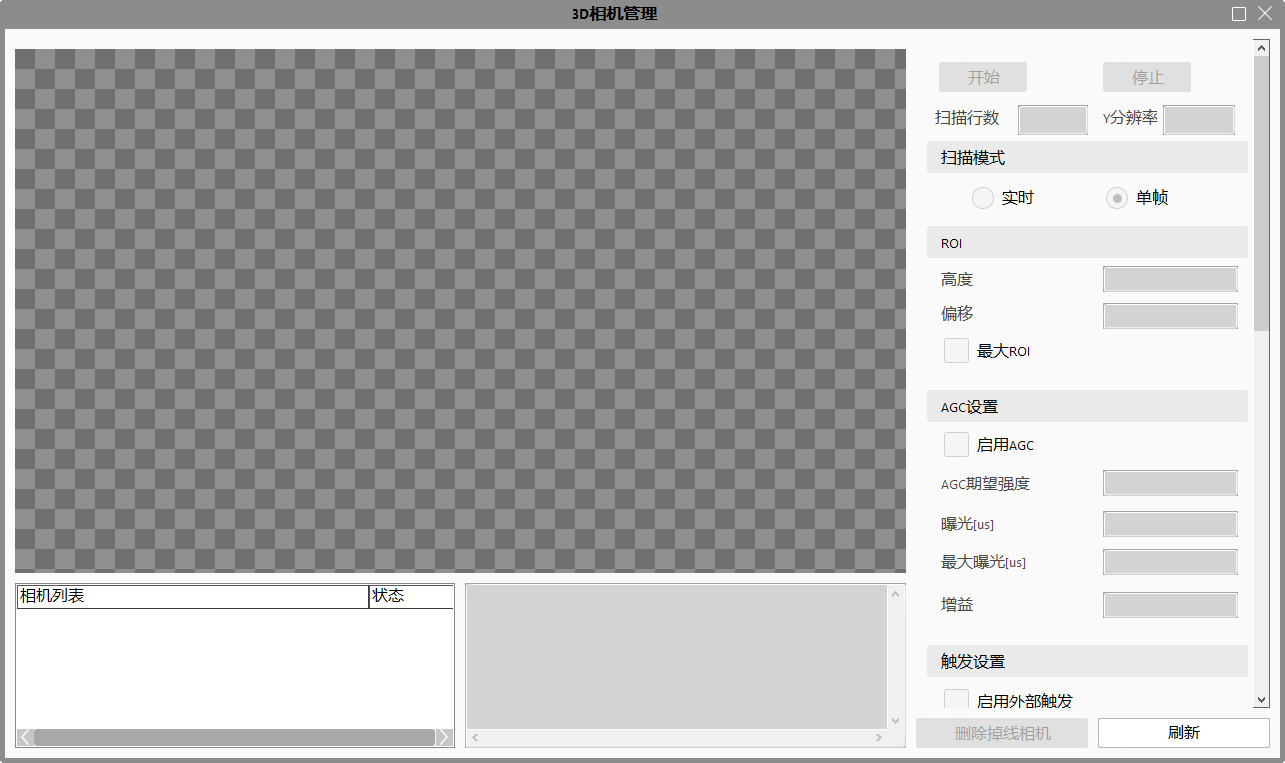 3D相机管理
开始 停止
扫描行数 Y分辨率
扫描模式
实时 单帧
ROI
高度
偏移
最大ROI
AGC设置
启用AGC
AGC期望强度
曝光[us]
最大曝光[us]
增益
触发设置
启用外部触发
相机列表 状态
删除掉线相机 刷新